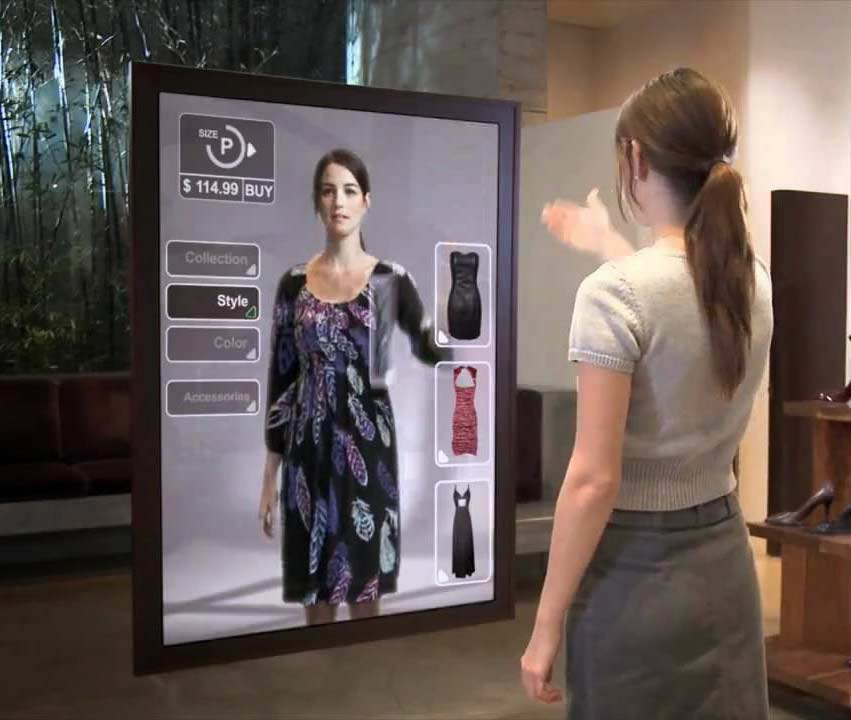 SIZE
P
$ 114.99 BUY
Collection
Style
Color
Accessories